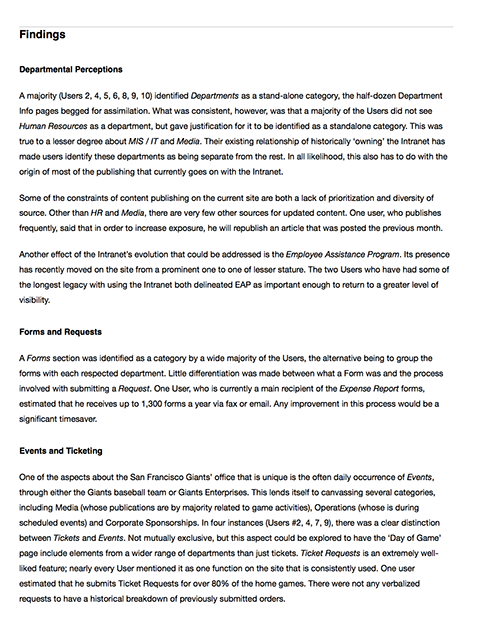 Findings
Departmental Perceptions
A majority (Users 2, 4, 5, 6, 8, 9, 10) identified Departments as a stand-alone category, the half-dozen Department
Info pages begged for assimilation. What was consistent, however, was that a majority of the Users did not see
Human Resources as a department, but gave justification for it to be identified as a standalone category. This was
true to a lesser degree about MIS / IT and Media. Their existing relationship of historically ‘owning’ the Intranet has
made users identify these departments as being separate from the rest. In all likelihood, this also has to do with the
origin of most of the publishing that currently goes on with the Intranet.
Some of the constraints of content publishing on the current site are both a lack of prioritization and diversity of
source. Other than HR and Media, there are very few other sources for updated content. One user, who publishes
frequently, said that in order to increase exposure, he will republish an article that was posted the previous month.
Another effect of the Intranet’s evolution that could be addressed is the Employee Assistance Program. Its presence
has recently moved on the site from a prominent one to one of lesser stature. The two Users who have had some of
the longest legacy with using the Intranet both delineated EAP as important enough to return to a greater level of
visibility.
Forms and Requests
A Forms section was identified as a category by a wide majority of the Users, the alternative being to group the
forms with each respected department. Little differentiation was made between what a Form was and the process
involved with submitting a Request. One User, who is currently a main recipient of the Expense Report forms,
estimated that he receives up to 1,300 forms a year via fax or email. Any improvement in this process would be a
significant timesaver.
Events and Ticketing
One of the aspects about the San Francisco Giants’ office that is unique is the often daily occurrence of Events,
through either the Giants baseball team or Giants Enterprises. This lends itself to canvassing several categories,
including Media (whose publications are by majority related to game activities), Operations (whose is during
scheduled events) and Corporate Sponsorships. In four instances (Users #2, 4, 7, 9), there was a clear distinction
between Tickets and Events. Not mutually exclusive, but this aspect could be explored to have the ‘Day of Game’
page include elements from a wider range of departments than just tickets. Ticket Requests is an extremely well-
liked feature; nearly every User mentioned it as one function on the site that is consistently used. One user
estimated that he submits Ticket Requests for over 80% of the home games. There were not any verbalized
requests to have a historical breakdown of previously submitted orders.